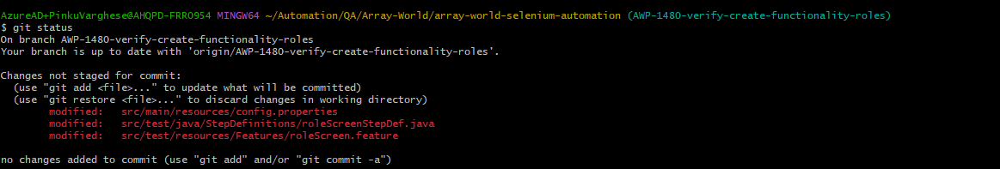 AzureAD+PinkuVarghese@AHQPD-FRR0954 MINGW64 ~/Automation/QA/Array-World/array-world-selenium-automation (AWP-1480-verify-create-functionality-roles)
$ git status
On branch AWP-1480-verify-create-functionality-roles
Your branch is up to date with 'origin/AWP-1480-verify-create-functionality-roles'.
Changes not staged for commit:
(use "git add <file>..." to update what will be committed)
(use "git restore <file>..." to discard changes in working directory)
modified: src/main/resources/config.properties
modified: src/test/java/StepDefinitions/roleScreenStepDef.java
modified: src/test/resources/Features/roleScreen.feature
no changes added to commit (use "git add" and/or "git commit -a")